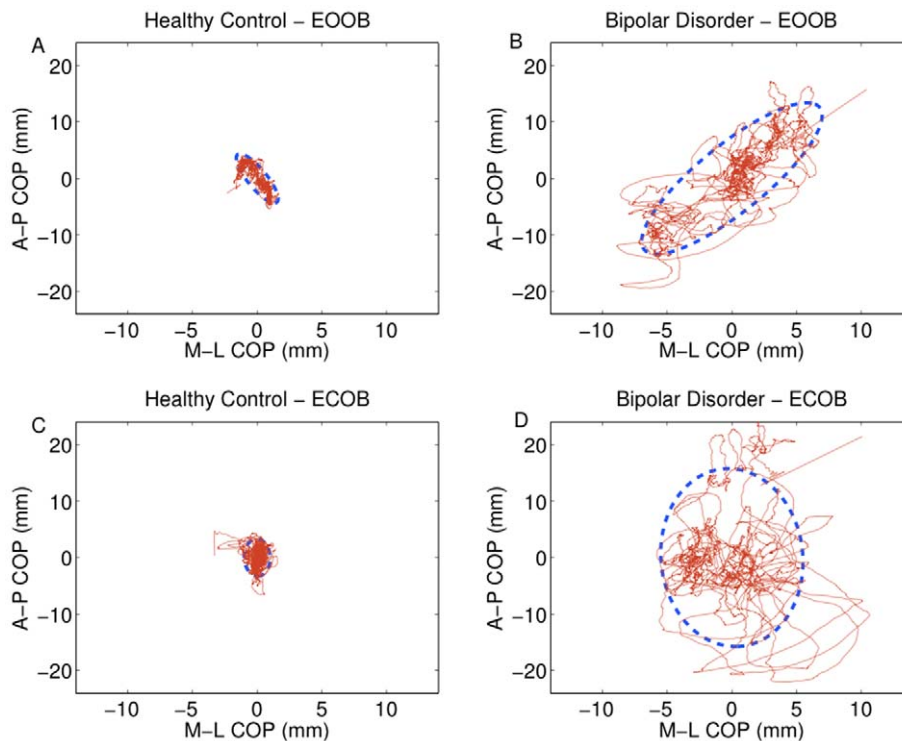 Healthy Control – EOOB
A
20
10
0
−10
−20
A–P COP (mm)
−10 −5 0 5 10
M–L COP (mm)
Bipolar Disorder – EOOB
B
20
10
0
−10
−20
A–P COP (mm)
−10 −5 0 5 10
M–L COP (mm)
Healthy Control – ECOB
C
20
10
0
−10
−20
A–P COP (mm)
−10 −5 0 5 10
M–L COP (mm)
Bipolar Disorder – ECOB
D
20
10
0
−10
−20
A–P COP (mm)
−10 −5 0 5 10
M–L COP (mm)